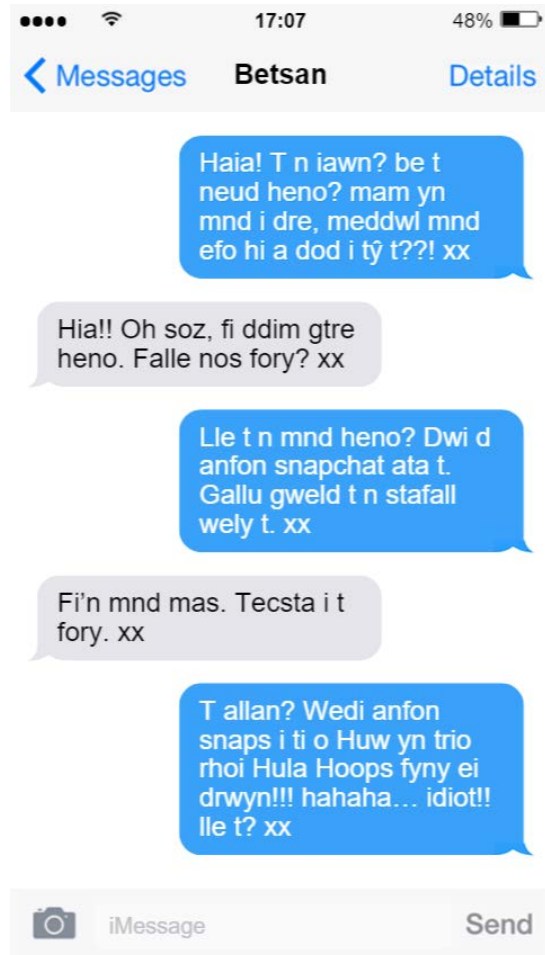 17:07
48%
Messages
Betsan
Details
Haia! T n iawn? be t
neud heno? mam yn
mnd i dre, meddwl mnd
efo hi a dod i tŷ t??! xx
Hia!! Oh soz, fi ddim gtre
heno. Falle nos fory? xx
Lle t n mnd heno? Dwi d
anfon snapchat ata t.
Gallu gweld t n stafall
wely t. xx
Fi’n mnd mas. Tecsta i t
fory. xx
T allan? Wedi anfon
snaps i ti o Huw yn trio
rhoi Hula Hoops fyny ei
drwyn!!! hahaha… idiot!!
lle t? xx
iMessage
Send